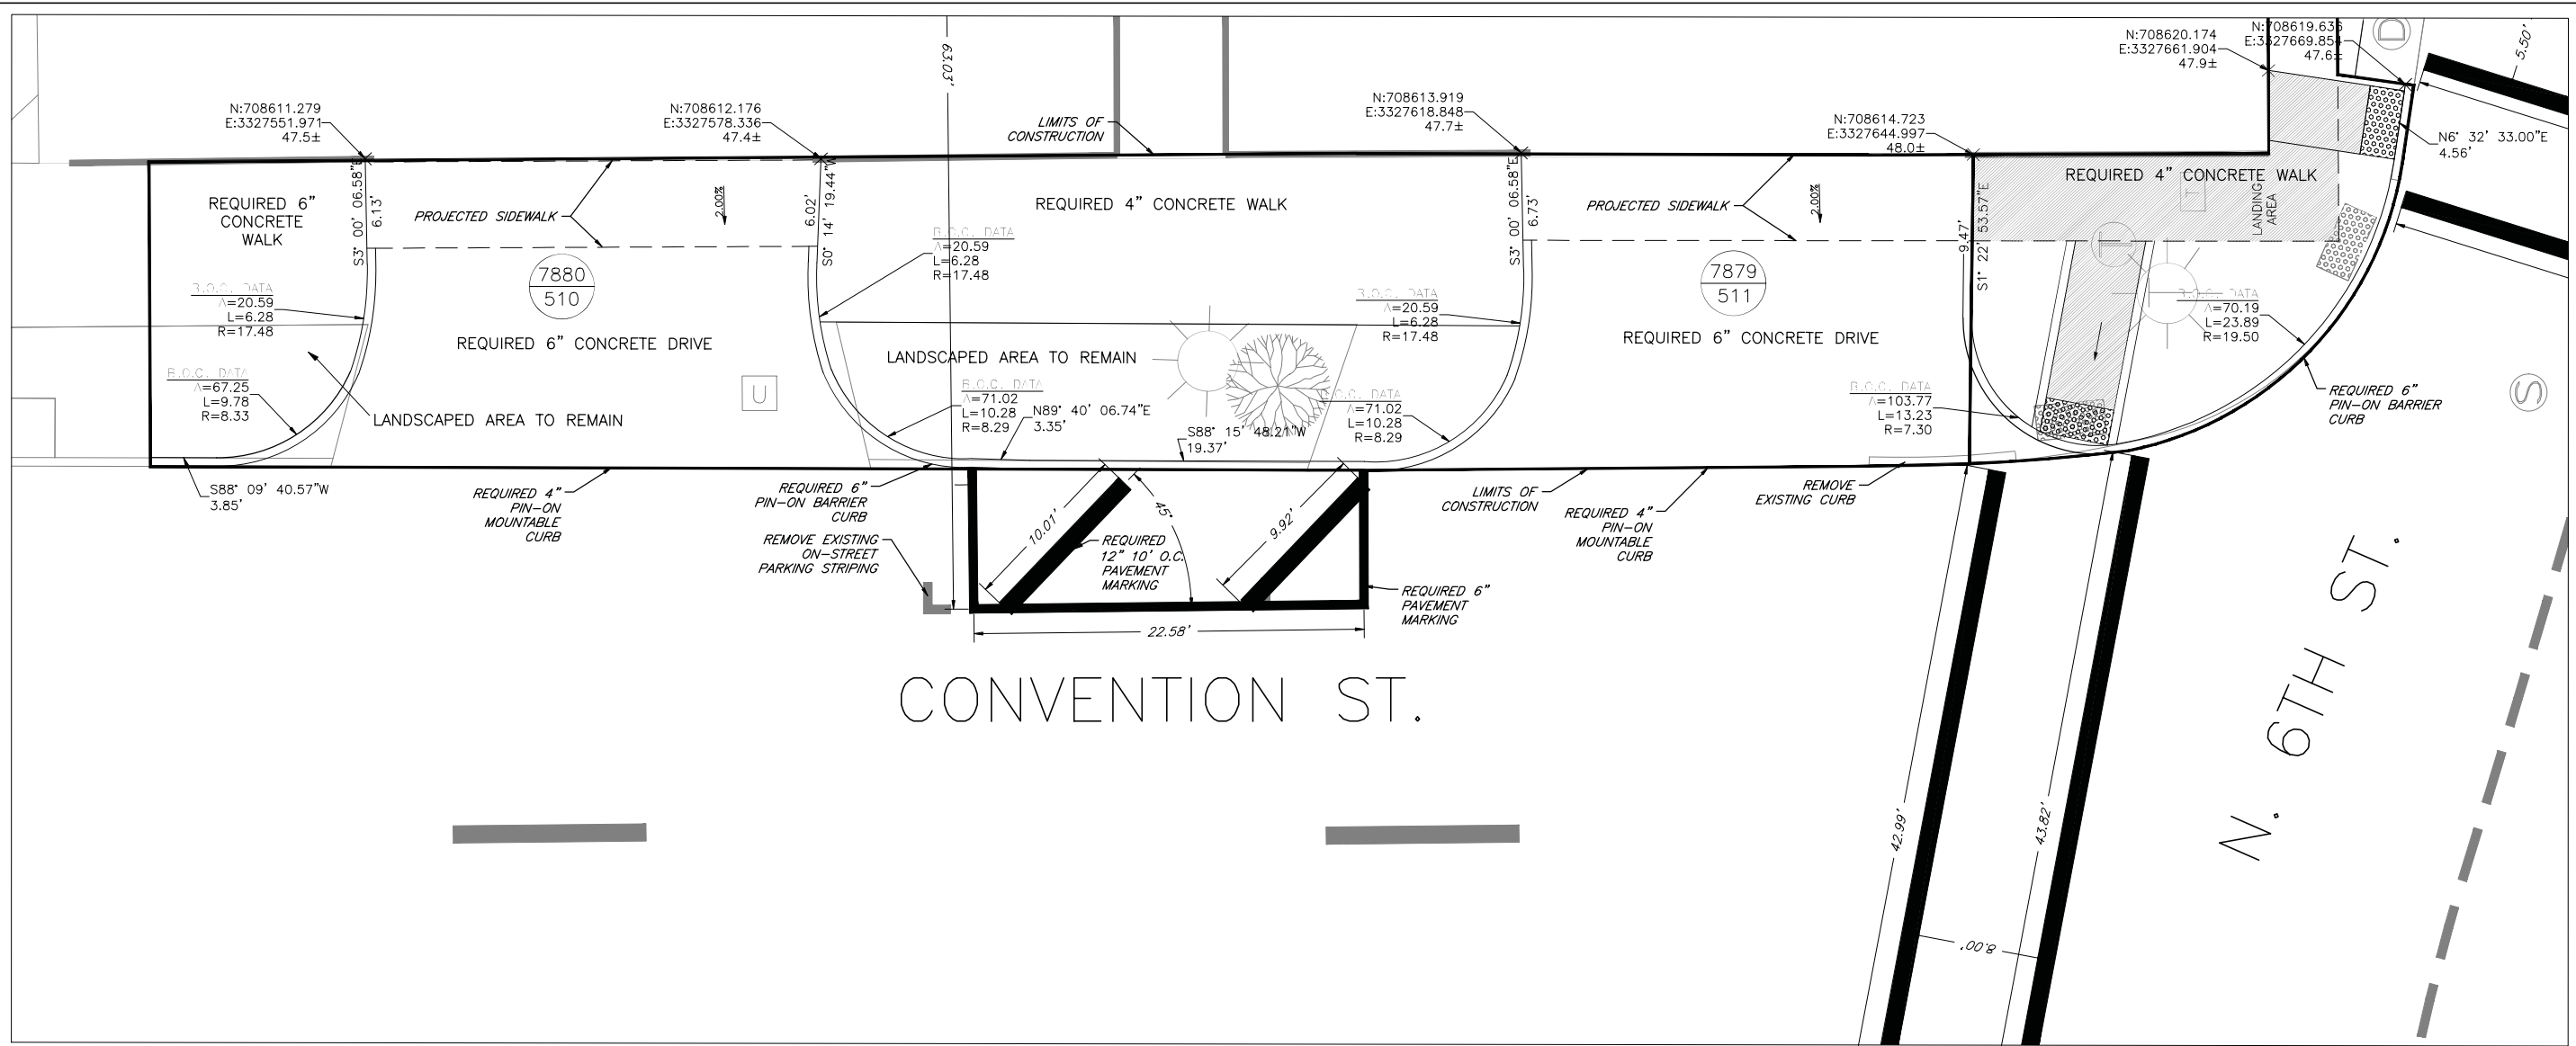 N:708611.279
E:3327551.971
47.5±
N:708612.176
E:3327578.336
47.4±
63.03'
LIMITS OF
CONSTRUCTION
N:708613.919
E:3327618.848
47.7±
N:708614.723
E:3327644.997
48.0±
N:708620.174
E:3327661.904
47.9±
N:708619.636
E:3327669.854
47.6±
D
5.50'
N6° 32' 33.00"E
4.56'
REQUIRED 6"
CONCRETE
WALK
S3° 00' 06.58"E
6.13'
PROJECTED SIDEWALK
2.00%
6.02'
S0° 14' 19.44"W
REQUIRED 4" CONCRETE WALK
S3° 00' 06.58"E
6.73'
PROJECTED SIDEWALK
2.00%
9.47'
S1° 22' 53.57"E
REQUIRED 4" CONCRETE WALK
T
LANDING
AREA
T
B.O.C. DATA
Δ=20.59
L=6.28
R=17.48
7880
510
B.O.C. DATA
Δ=20.59
L=6.28
R=17.48
B.O.C. DATA
Δ=20.59
L=6.28
R=17.48
7879
511
B.O.C. DATA
Δ=70.19
L=23.89
R=19.50
REQUIRED 6" CONCRETE DRIVE
LANDSCAPED AREA TO REMAIN
REQUIRED 6" CONCRETE DRIVE
B.O.C. DATA
Δ=67.25
L=9.78
R=8.33
LANDSCAPED AREA TO REMAIN
U
B.O.C. DATA
Δ=71.02
L=10.28
R=8.29
N89° 40' 06.74"E
3.35'
S88° 15' 48.21"W
19.37'
B.O.C. DATA
Δ=71.02
L=10.28
R=8.29
B.O.C. DATA
Δ=103.77
L=13.23
R=7.30
REQUIRED 6"
PIN-ON BARRIER
CURB
S
S88° 09' 40.57"W
3.85'
REQUIRED 4"
PIN-ON
MOUNTABLE
CURB
REQUIRED 6"
PIN-ON BARRIER
CURB
REMOVE EXISTING
ON-STREET
PARKING STRIPING
10.01'
45°
REQUIRED
12" 10' O.C.
PAVEMENT
MARKING
9.92'
REQUIRED 6"
PAVEMENT
MARKING
LIMITS OF
CONSTRUCTION
REQUIRED 4"
PIN-ON
MOUNTABLE
CURB
REMOVE
EXISTING CURB
22.58'
CONVENTION ST.
42.99'
43.82'
8.00'
N. 6TH ST.